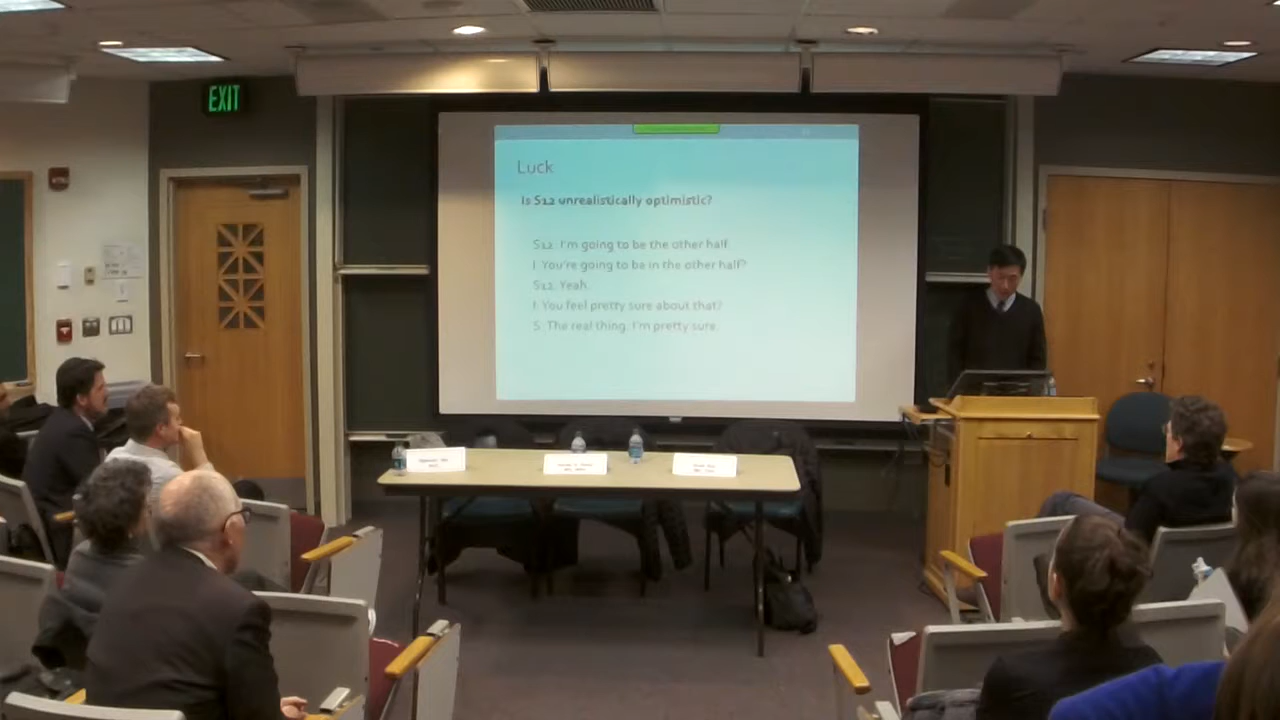 EXIT
Luck
Is S12 unrealistically optimistic?
S12: I'm going to be the other half.
I: You're going to be in the other half?
S12: Yeah.
I: You feel pretty sure about that?
S: The real thing. I'm pretty sure.